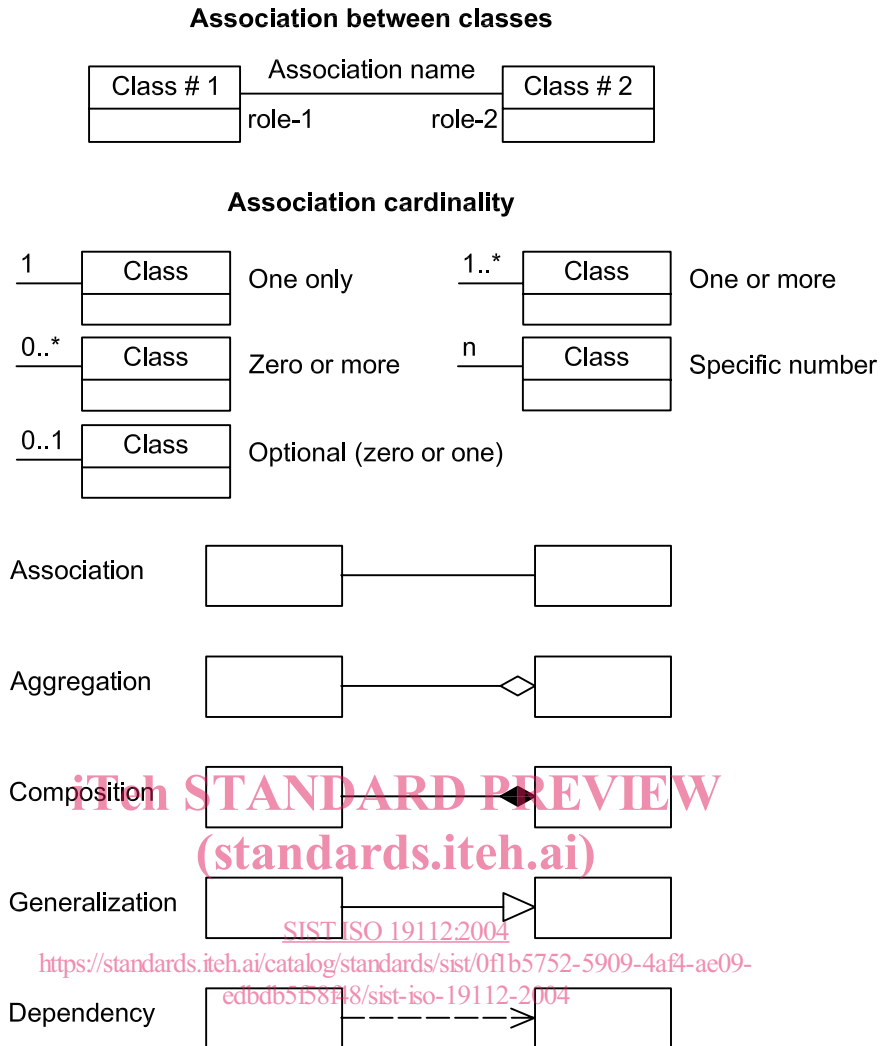 Association between classes
Class # 1 Association name Class # 2
role-1 role-2
Association cardinality
1 Class One only 1..* Class One or more
0..* Class Zero or more n Class Specific number
0..1 Class Optional (zero or one)
Association
Aggregation
Composition
iTeh STANDARD PREVIEW
(standards.iteh.ai)
Generalization
SIST ISO 19112:2004
https://standards.iteh.ai/catalog/standards/sist/0f1b5752-5909-4af4-ae09-
edbdb5f58f48/sist-iso-19112-2004
Dependency